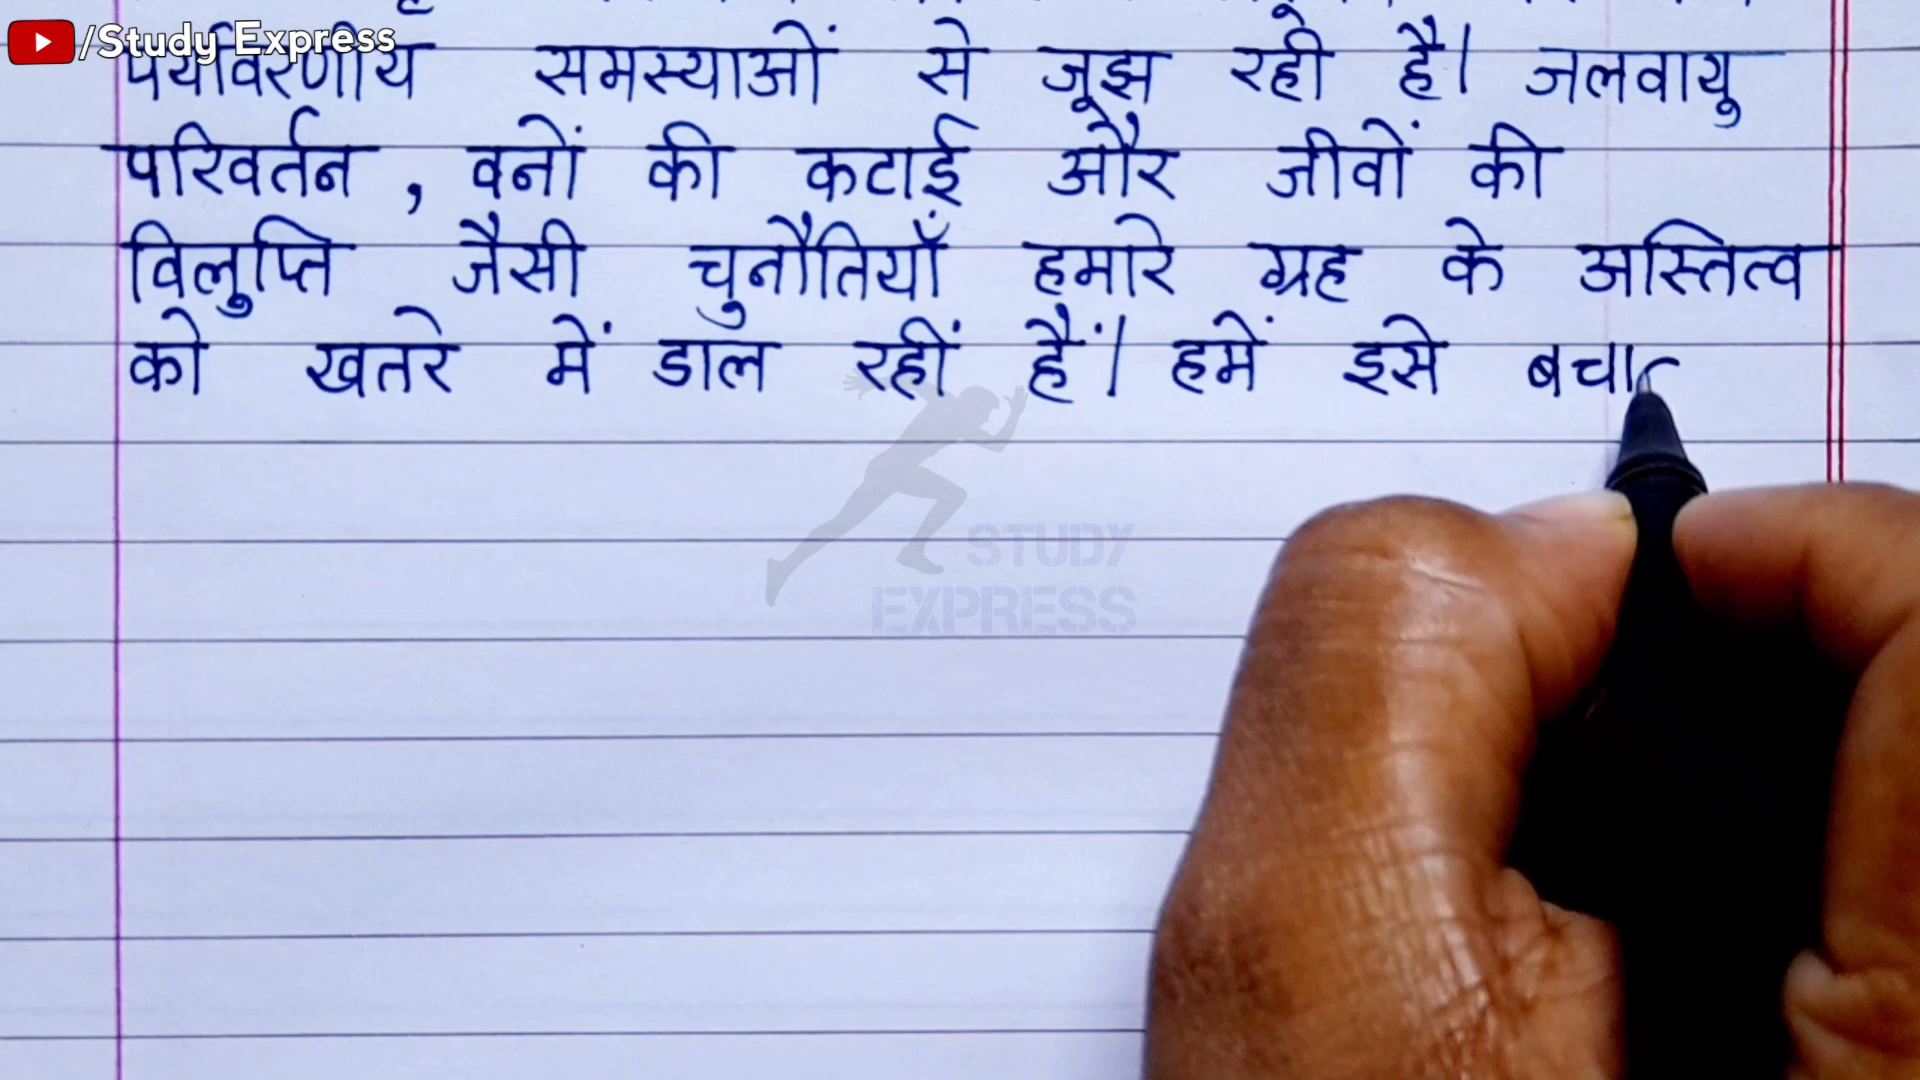 /Study Express
पर्यावरणीय समस्याओं से जूझ रही है। जलवायु
परिवर्तन, वनों की कटाई और जीवों की
विलुप्ति जैसी चुनौतियाँ हमारे ग्रह के अस्तित्व
को खतरे में डाल रहीं हैं। हमें इसे
STUDY
EXPRESS